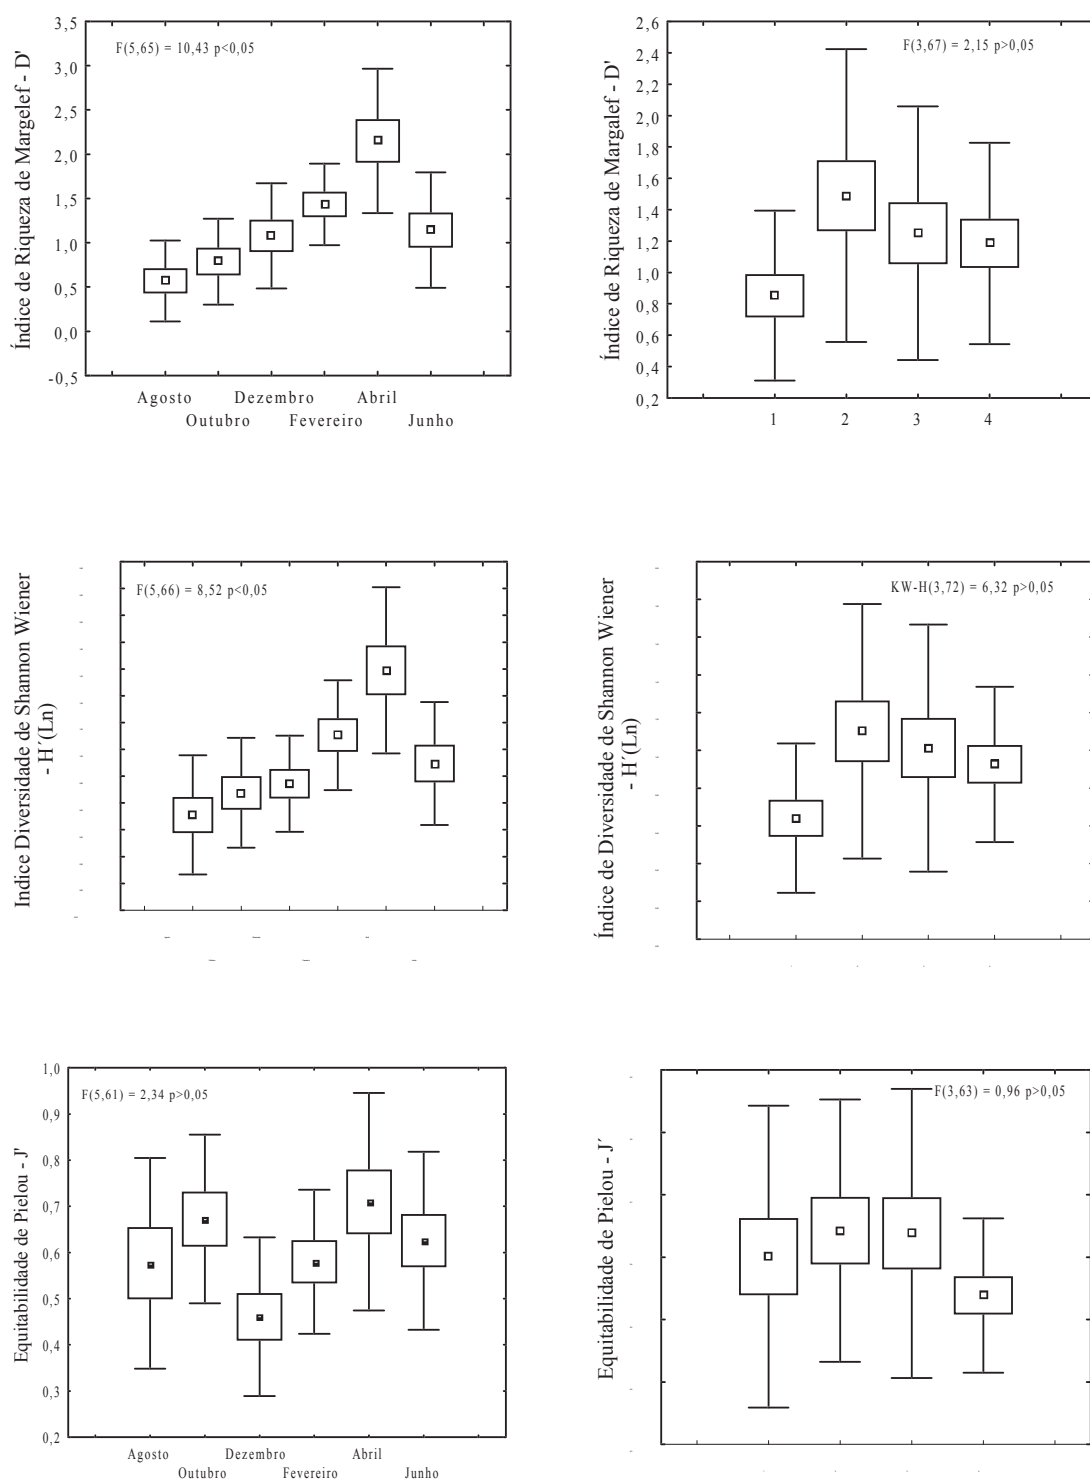 Índice de Riqueza de Margelef - D'
F(5,65) = 10,43 p<0,05
3,5
3,0
2,5
2,0
1,5
1,0
0,5
0,0
-0,5
Agosto Dezembro Abril
Outubro Fevereiro Junho
Índice de Riqueza de Margalef - D'
F(3,67) = 2,15 p>0,05
2,6
2,4
2,2
2,0
1,8
1,6
1,4
1,2
1,0
0,8
0,6
0,4
0,2
1 2 3 4
Indice Diversidade de Shannon Wiener
- H´(Ln)
F(5,66) = 8,52 p<0,05
Índice de Diversidade de Shannon Wiener
- H´(Ln)
KW-H(3,72) = 6,32 p>0,05
Equitabilidade de Pielou - J'
F(5,61) = 2,34 p>0,05
1,0
0,9
0,8
0,7
0,6
0,5
0,4
0,3
0,2
Agosto Dezembro Abril
Outubro Fevereiro Junho
Equitabilidade de Pielou - J´
F(3,63) = 0,96 p>0,05